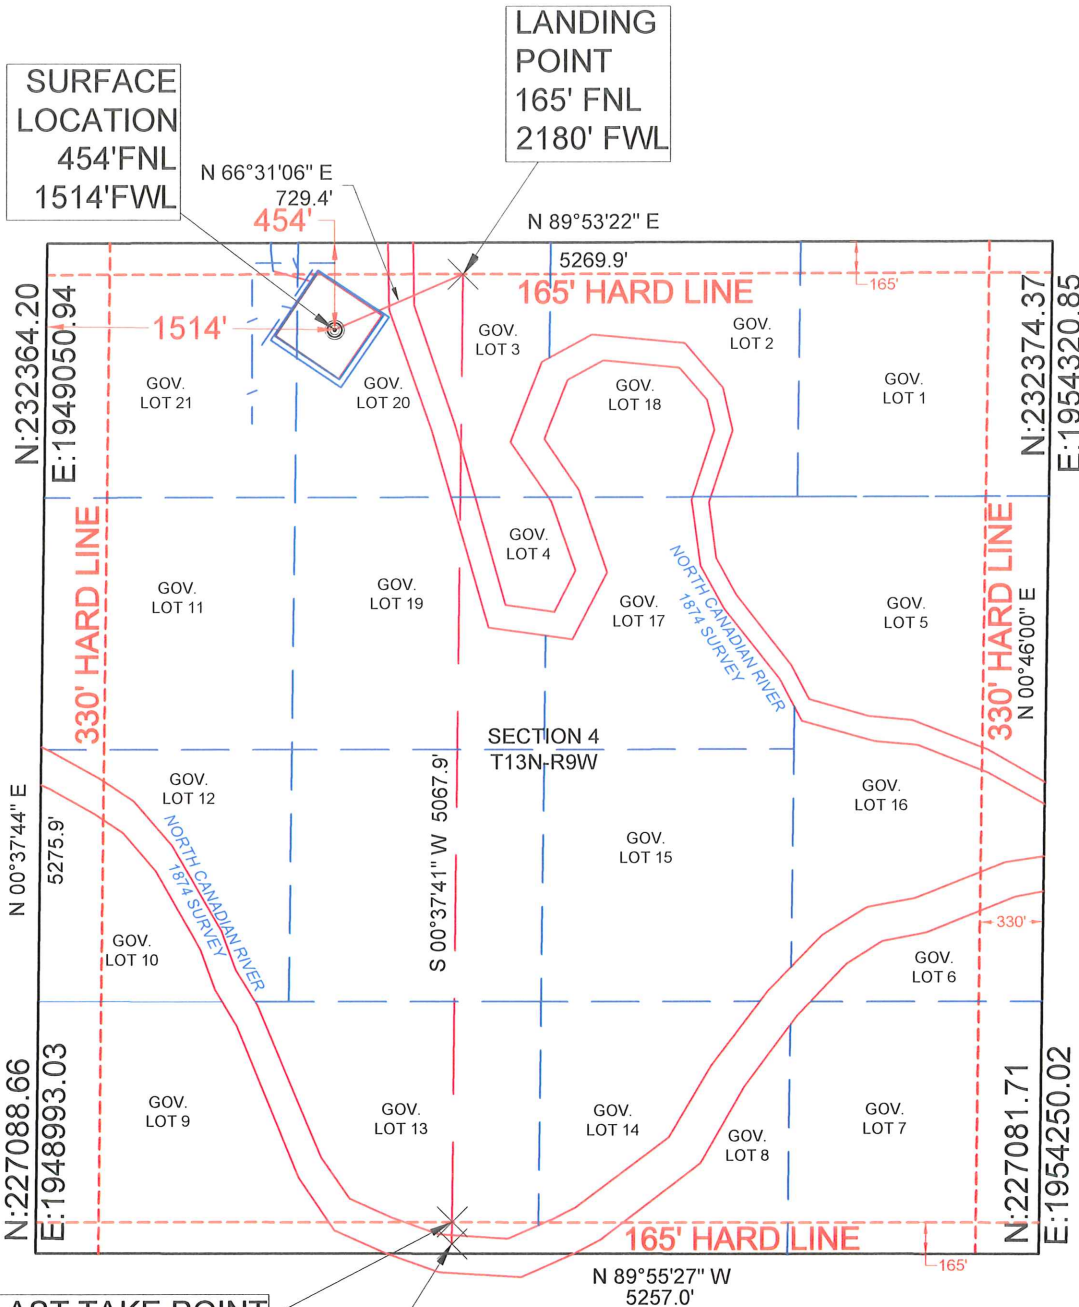 LANDING
POINT
165' FNL
2180' FWL
SURFACE
LOCATION
454'FNL
1514'FWL
N 66°31'06" E
729.4'
454'
N 89°53'22" E
5269.9'
165' HARD LINE
165'
1514'
N:232364.20
E:1949050.94
N:232374.37
E:1954320.85
GOV.
LOT 3
GOV.
LOT 2
GOV.
LOT 21
GOV.
LOT 20
GOV.
LOT 18
GOV.
LOT 1
330' HARD LINE
330' HARD LINE
GOV.
LOT 4
GOV.
LOT 11
GOV.
LOT 19
GOV.
LOT 17
GOV.
LOT 5
NORTH CANADIAN RIVER
1874 SURVEY
N 00°46'00" E
SECTION 4
T13N-R9W
GOV.
LOT 12
GOV.
LOT 16
N 00°37'44" E
5275.9'
S 00°37'41" W 5067.9'
GOV.
LOT 15
NORTH CANADIAN RIVER
1874 SURVEY
330'
GOV.
LOT 10
GOV.
LOT 6
N:227088.66
E:1948993.03
GOV.
LOT 9
GOV.
LOT 13
GOV.
LOT 14
GOV.
LOT 8
GOV.
LOT 7
N:227081.71
E:1954250.02
165' HARD LINE
165'
N 89°55'27" W
5257.0'
AST TAKE POINT